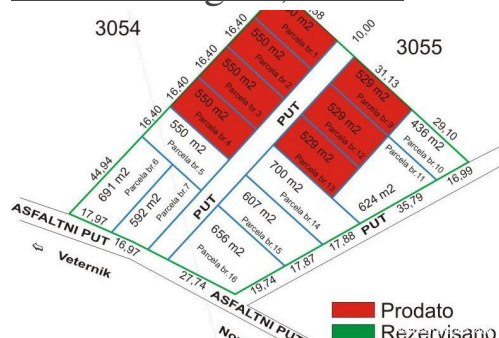 3054
3055
16,40
16,40
16,40
16,40
44,94
10,00
31,13
29,10
16,99
Parcela br.1
550 m2
Parcela br.2
550 m2
Parcela br.3
550 m2
Parcela br.4
550 m2
Parcela br.5
691 m2
Parcela br.6
592 m2
Parcela br.7
PUT
PUT
529 m2
Parcela br.9
529 m2
Parcela br.12
529 m2
Parcela br.13
436 m2
Parcela br.10
Parcela br.11
624 m2
700 m2
Parcela br.14
607 m2
Parcela br.15
656 m2
Parcela br.16
17,97
16,97
27,74
19,74
17,87
17,88
PUT
35,79
ASFALTNI PUT
ASFALTNI PUT
Veternik
Prodato
Rezervisano